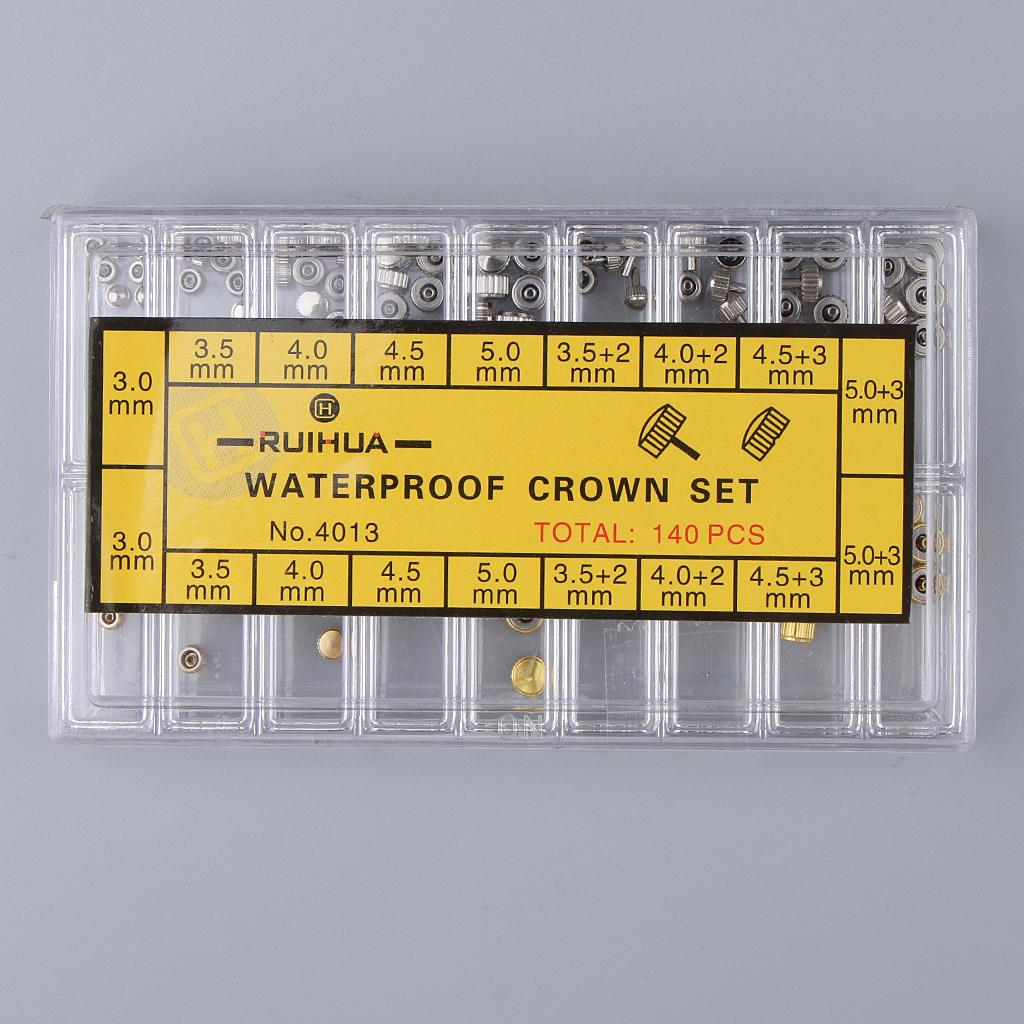 3.0 mm
3.5 mm
4.0 mm
4.5 mm
5.0 mm
3.5+2 mm
4.0+2 mm
4.5+3 mm
5.0+3 mm
H
RUIHUA
WATERPROOF CROWN SET
No.4013 TOTAL: 140 PCS
3.0 mm
3.5 mm
4.0 mm
4.5 mm
5.0 mm
3.5+2 mm
4.0+2 mm
4.5+3 mm
5.0+3 mm
ON